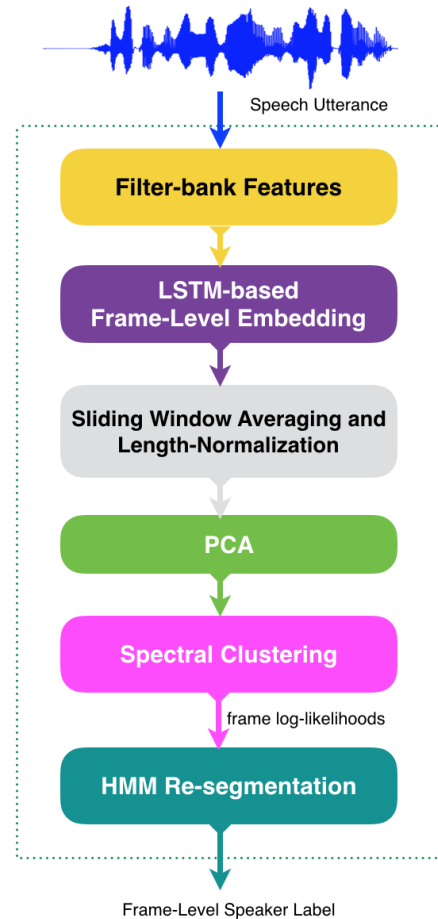 Speech Utterance
Filter-bank Features
LSTM-based
Frame-Level Embedding
Sliding Window Averaging and
Length-Normalization
PCA
Spectral Clustering
frame log-likelihoods
HMM Re-segmentation
Frame-Level Speaker Label